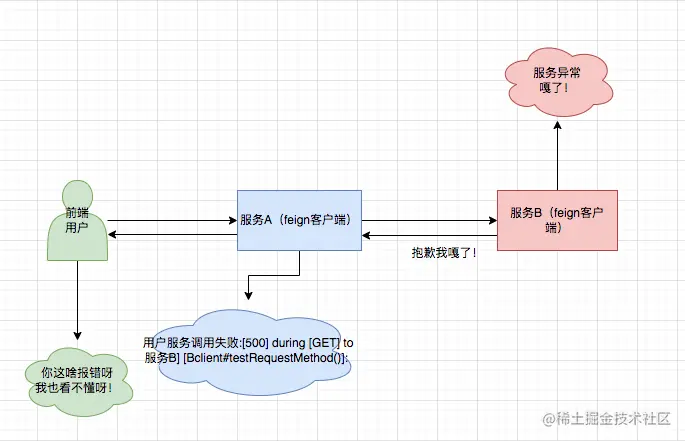 服务异常
嘎了！
前端
用户
服务A（feign客户端）
服务B（feign客户
端）
抱歉我嘎了！
用户服务调用失败:[500] during [GET] to
服务B] [Bclient#testRequestMethod()]:
你这啥报错呀
我也看不懂呀！
@稀土掘金技术社区